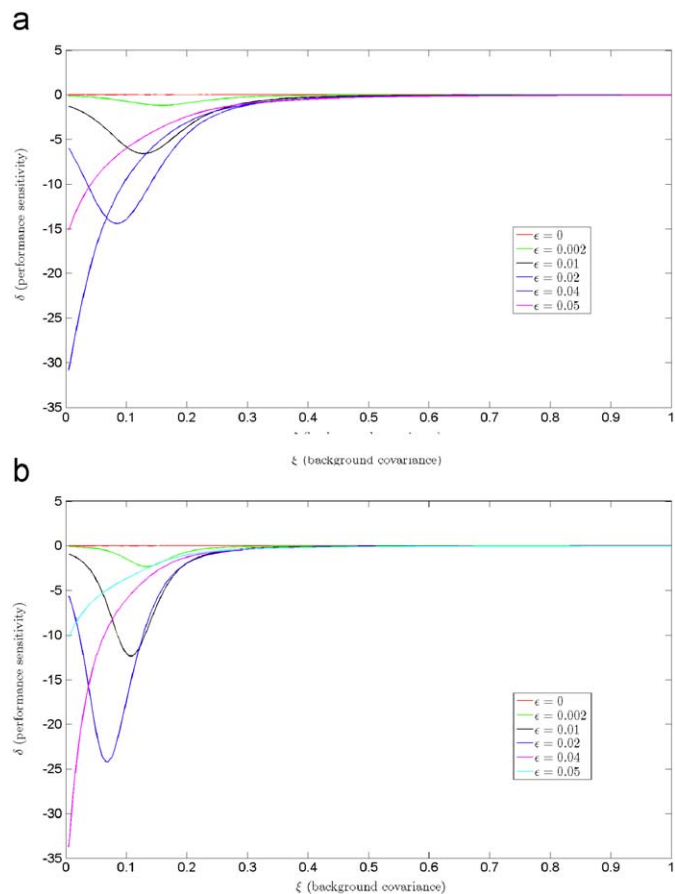 a
5
0
-5
-10
-15
-20
-25
-30
-35
δ (performance sensitivity)
ϵ = 0
ϵ = 0.002
ϵ = 0.01
ϵ = 0.02
ϵ = 0.04
ϵ = 0.05
0 0.1 0.2 0.3 0.4 0.5 0.6 0.7 0.8 0.9 1
ξ (background covariance)
b
5
0
-5
-10
-15
-20
-25
-30
-35
δ (performance sensitivity)
ϵ = 0
ϵ = 0.002
ϵ = 0.01
ϵ = 0.02
ϵ = 0.04
ϵ = 0.05
0 0.1 0.2 0.3 0.4 0.5 0.6 0.7 0.8 0.9 1
ξ (background covariance)